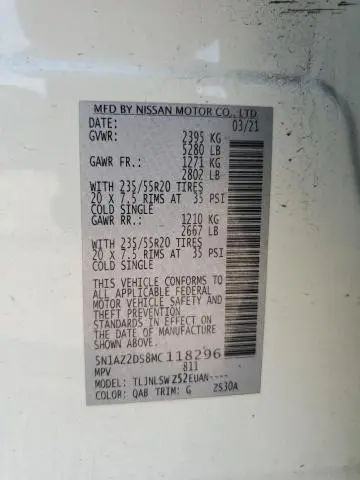 MFD BY NISSAN MOTOR CO., LTD
DATE: 03/21
GVWR: 2395 KG
5280 LB
GAWR FR.: 1271 KG
2802 LB
WITH 235/55R20 TIRES
20 X 7.5 RIMS AT 35 PSI
COLD SINGLE
GAWR RR.: 1210 KG
2667 LB
WITH 235/55R20 TIRES
20 X 7.5 RIMS AT 35 PSI
COLD SINGLE
THIS VEHICLE CONFORMS TO
ALL APPLICABLE FEDERAL
MOTOR VEHICLE SAFETY AND
THEFT PREVENTION
STANDARDS IN EFFECT ON
THE DATE OF MANUFACTURE
SHOWN ABOVE.
5N1AZ2DS8MC118296
MPV 811
MODEL: TLJNLSWZS2EUAN----
COLOR: QAB TRIM: G ZS30A